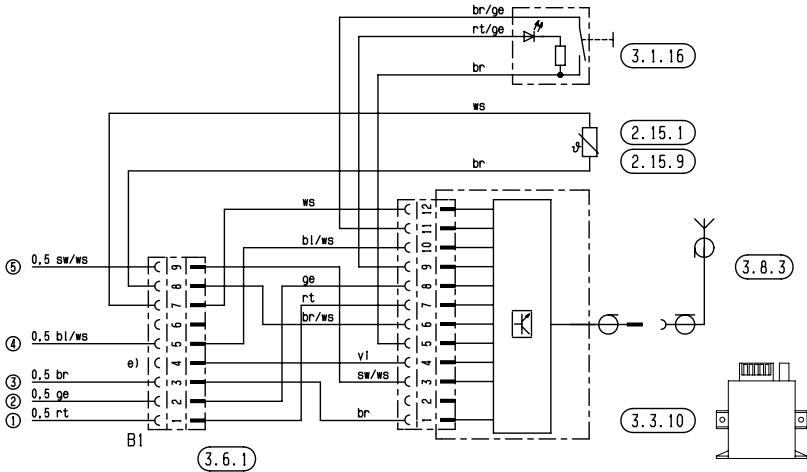 br/ge
rt/ge
3.1.16
br
ws
2.15.1
ϑ
2.15.9
br
ws
12
11
bl/ws
10
5 0,5 sw/ws
9
9
3.8.3
8
ge
8
7
rt
7
6
br/ws
6
4 0,5 bl/ws
5
5
e)
4
vi
4
3 0,5 br
3
sw/ws
3
2 0,5 ge
2
2
1 0,5 rt
1
br
1
3.3.10
B1
3.6.1